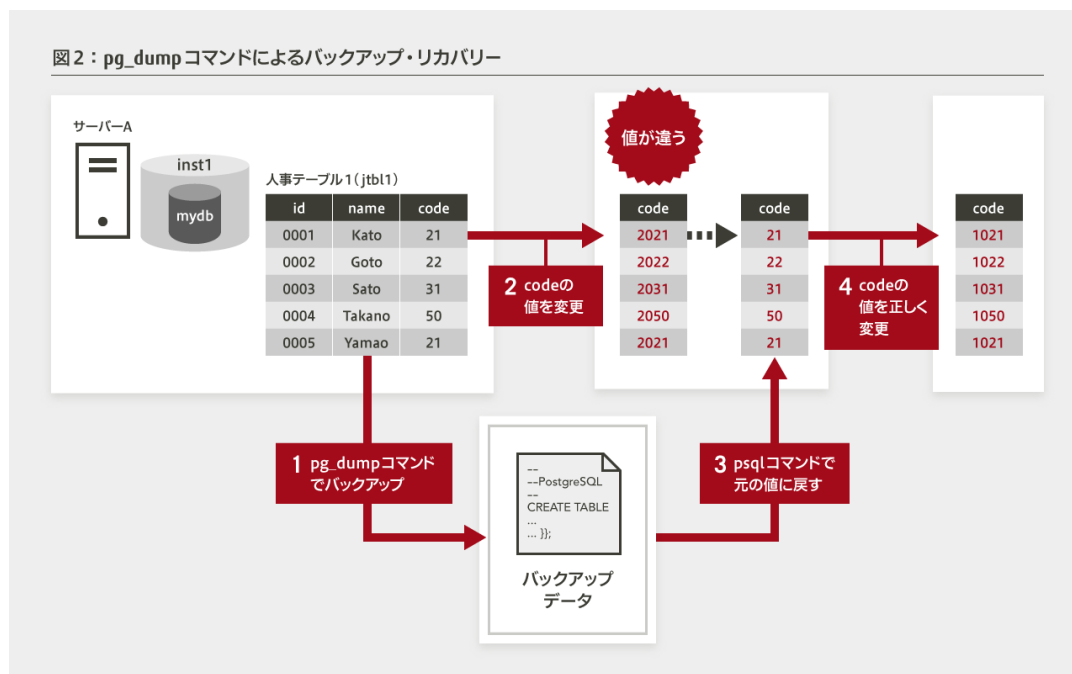 図2：pg_dumpコマンドによるバックアップ・リカバリー
サーバーA
inst1
mydb
人事テーブル1（jtbl1）
id name code
0001 Kato 21
0002 Goto 22
0003 Sato 31
0004 Takano 50
0005 Yamao 21
2 codeの
値を変更
値が違う
code
2021
2022
2031
2050
2021
code
21
22
31
50
21
4 codeの
値を正しく
変更
code
1021
1022
1031
1050
1021
1 pg_dumpコマンド
でバックアップ
--
--PostgreSQL
--
CREATE TABLE
...
... }};
バックアップ
データ
3 psqlコマンドで
元の値に戻す